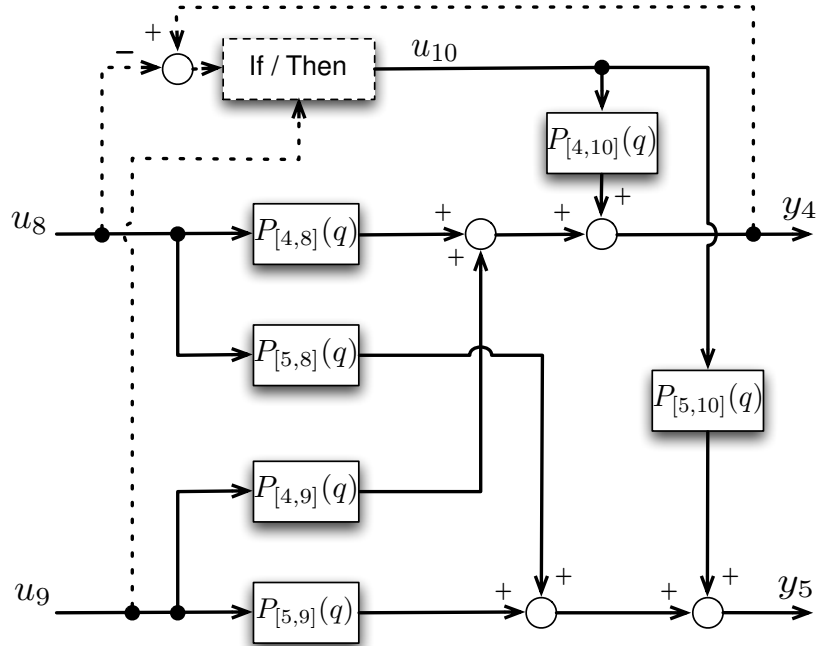 +
−
If / Then
u₁₀
P[4,10](q)
+
u₈
P[4,8](q)
+
+
+
y₄
P[5,8](q)
P[5,10](q)
P[4,9](q)
u₉
P[5,9](q)
+
+
+
+
y₅